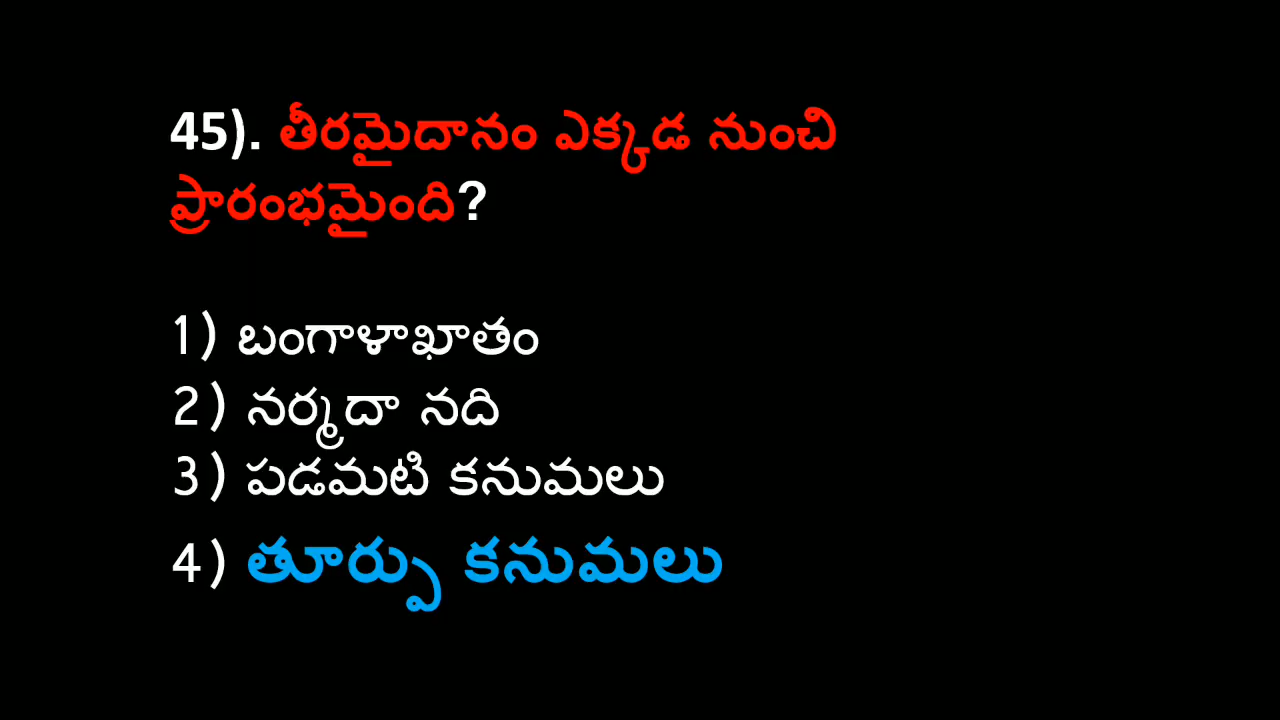 45). తీరమైదానం ఎక్కడ నుంచి
ప్రారంభమైంది?
1) బంగాళాఖాతం
2) నర్మదా నది
3) పడమటి కనుమలు
4) తూర్పు కనుమలు